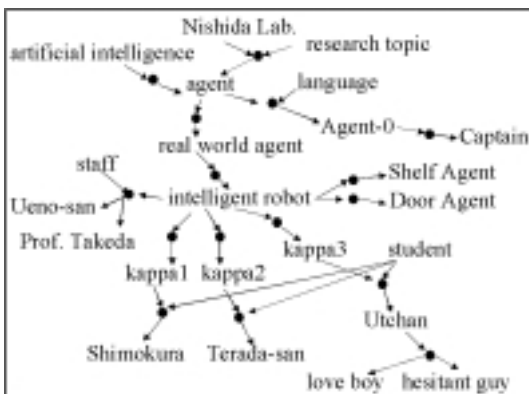 Nishida Lab.
artificial intelligence
research topic
agent
language
Agent-0
Captain
real world agent
staff
Shelf Agent
Ueno-san
intelligent robot
Door Agent
Prof. Takeda
kappa3
student
kappa1
kappa2
Utchan
Shimokura
Terada-san
love boy
hesitant guy